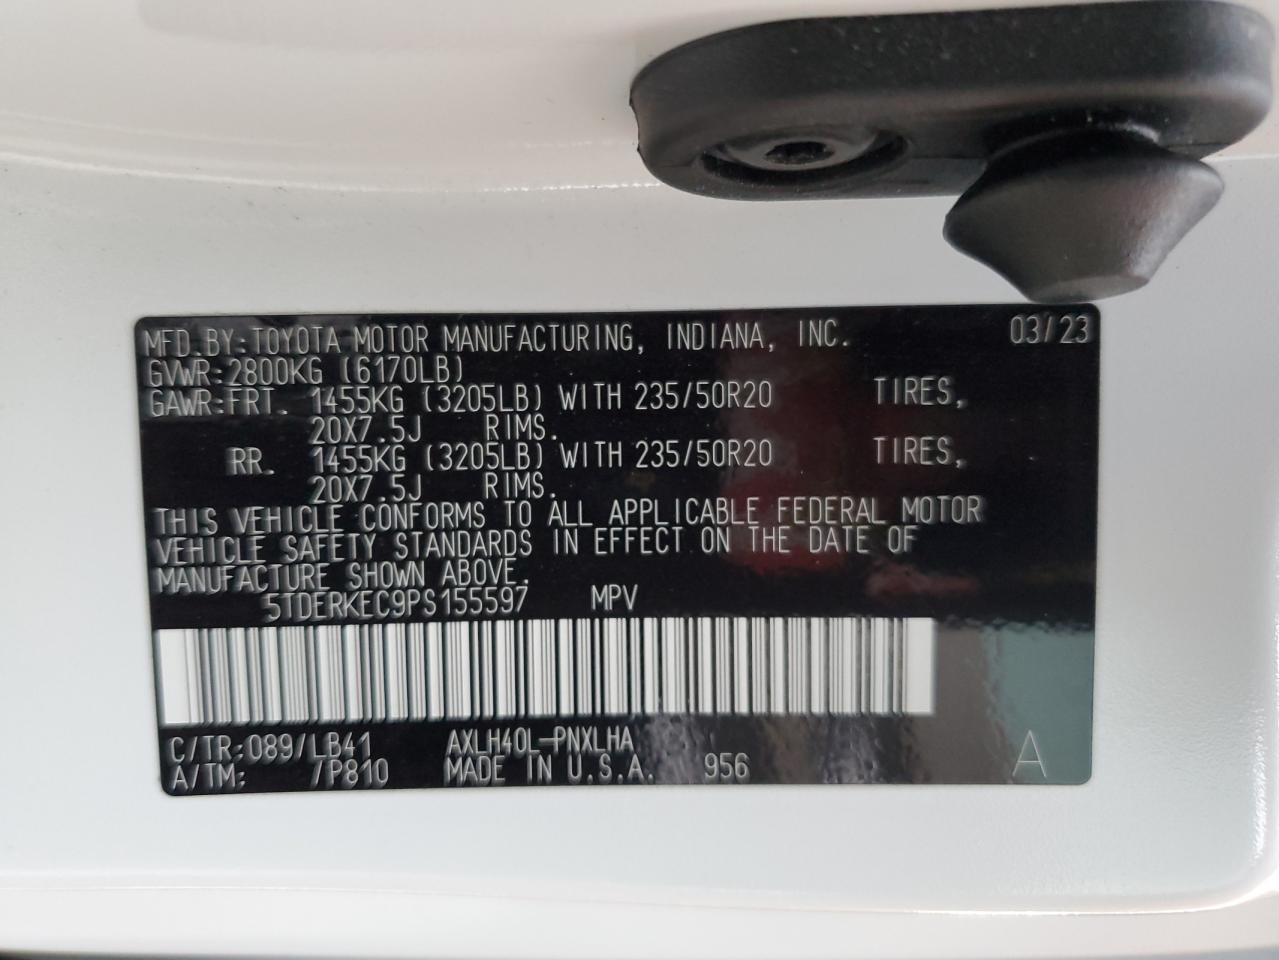 MFD.BY:TOYOTA MOTOR MANUFACTURING, INDIANA, INC. 03/23
GVWR:2800KG (6170LB)
GAWR:FRT. 1455KG (3205LB) WITH 235/50R20 TIRES,
20X7.5J RIMS.
RR. 1455KG (3205LB) WITH 235/50R20 TIRES,
20X7.5J RIMS.
THIS VEHICLE CONFORMS TO ALL APPLICABLE FEDERAL MOTOR
VEHICLE SAFETY STANDARDS IN EFFECT ON THE DATE OF
MANUFACTURE SHOWN ABOVE.
5TDERKEC9PS155597 MPV
C/TR:089/LB41 AXLH40L-PNXLHA
A/TM: /P810 MADE IN U.S.A. 956 A